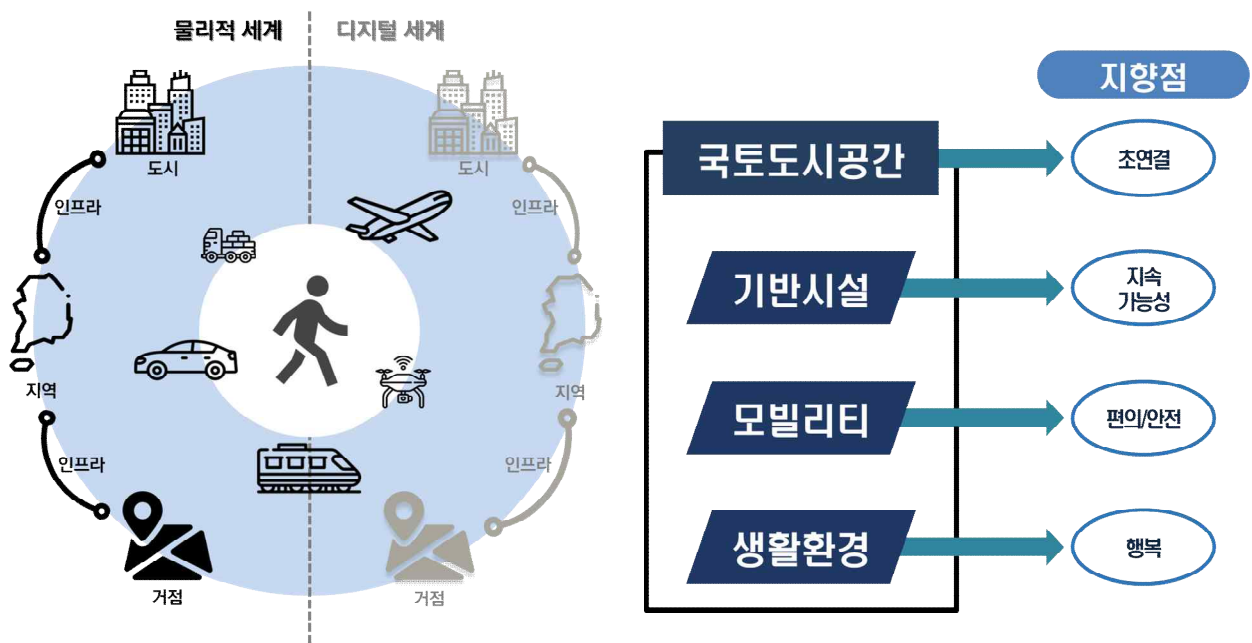 물리적 세계
디지털 세계
도시
인프라
지역
인프라
거점
도시
인프라
지역
인프라
거점
지향점
국토도시공간
초연결
기반시설
지속
가능성
모빌리티
편의/안전
생활환경
행복